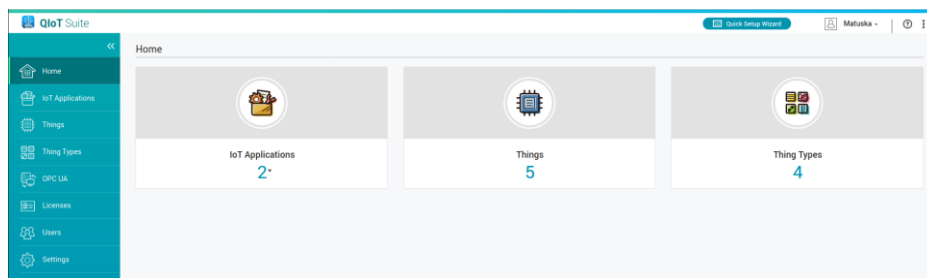 QIoT Suite
Quick Setup Wizard
Matuska
Home
IoT Applications
Things
Thing Types
OPC UA
Licenses
Users
Settings
Home
IoT Applications
2
Things
5
Thing Types
4